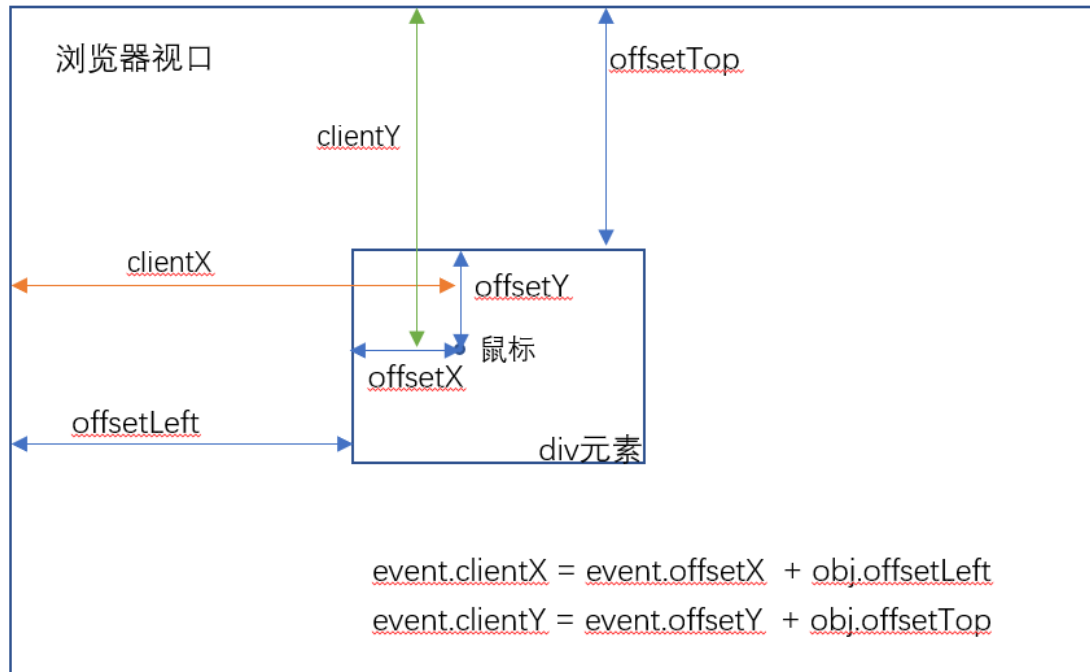 浏览器视口
offsetTop
clientY
clientX
offsetY
鼠标
offsetX
offsetLeft
div元素
event.clientX = event.offsetX + obj.offsetLeft
event.clientY = event.offsetY + obj.offsetTop